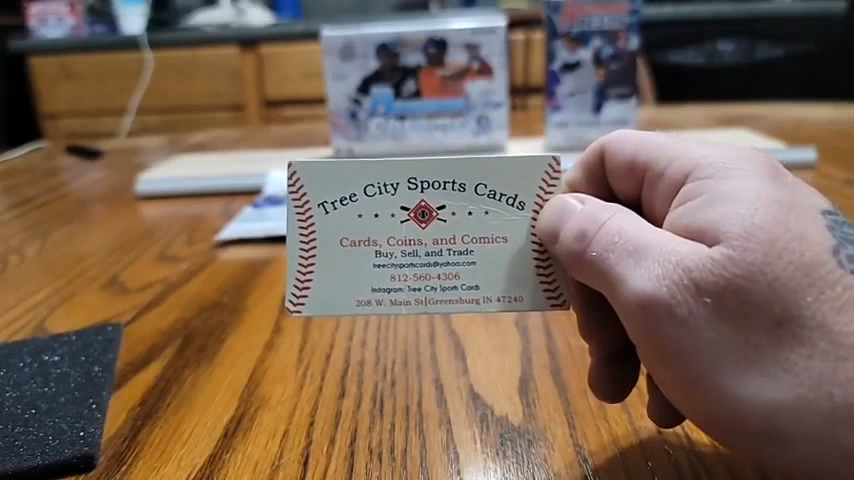 Tree City Sports Cards
Cards, Coins, and Comics
Buy, Sell, and Trade
treecitysportscards@yahoo.com
812-560-4306
Instagram: Tree City Sports Cards
208 W. Main St|Greensburg IN 47240